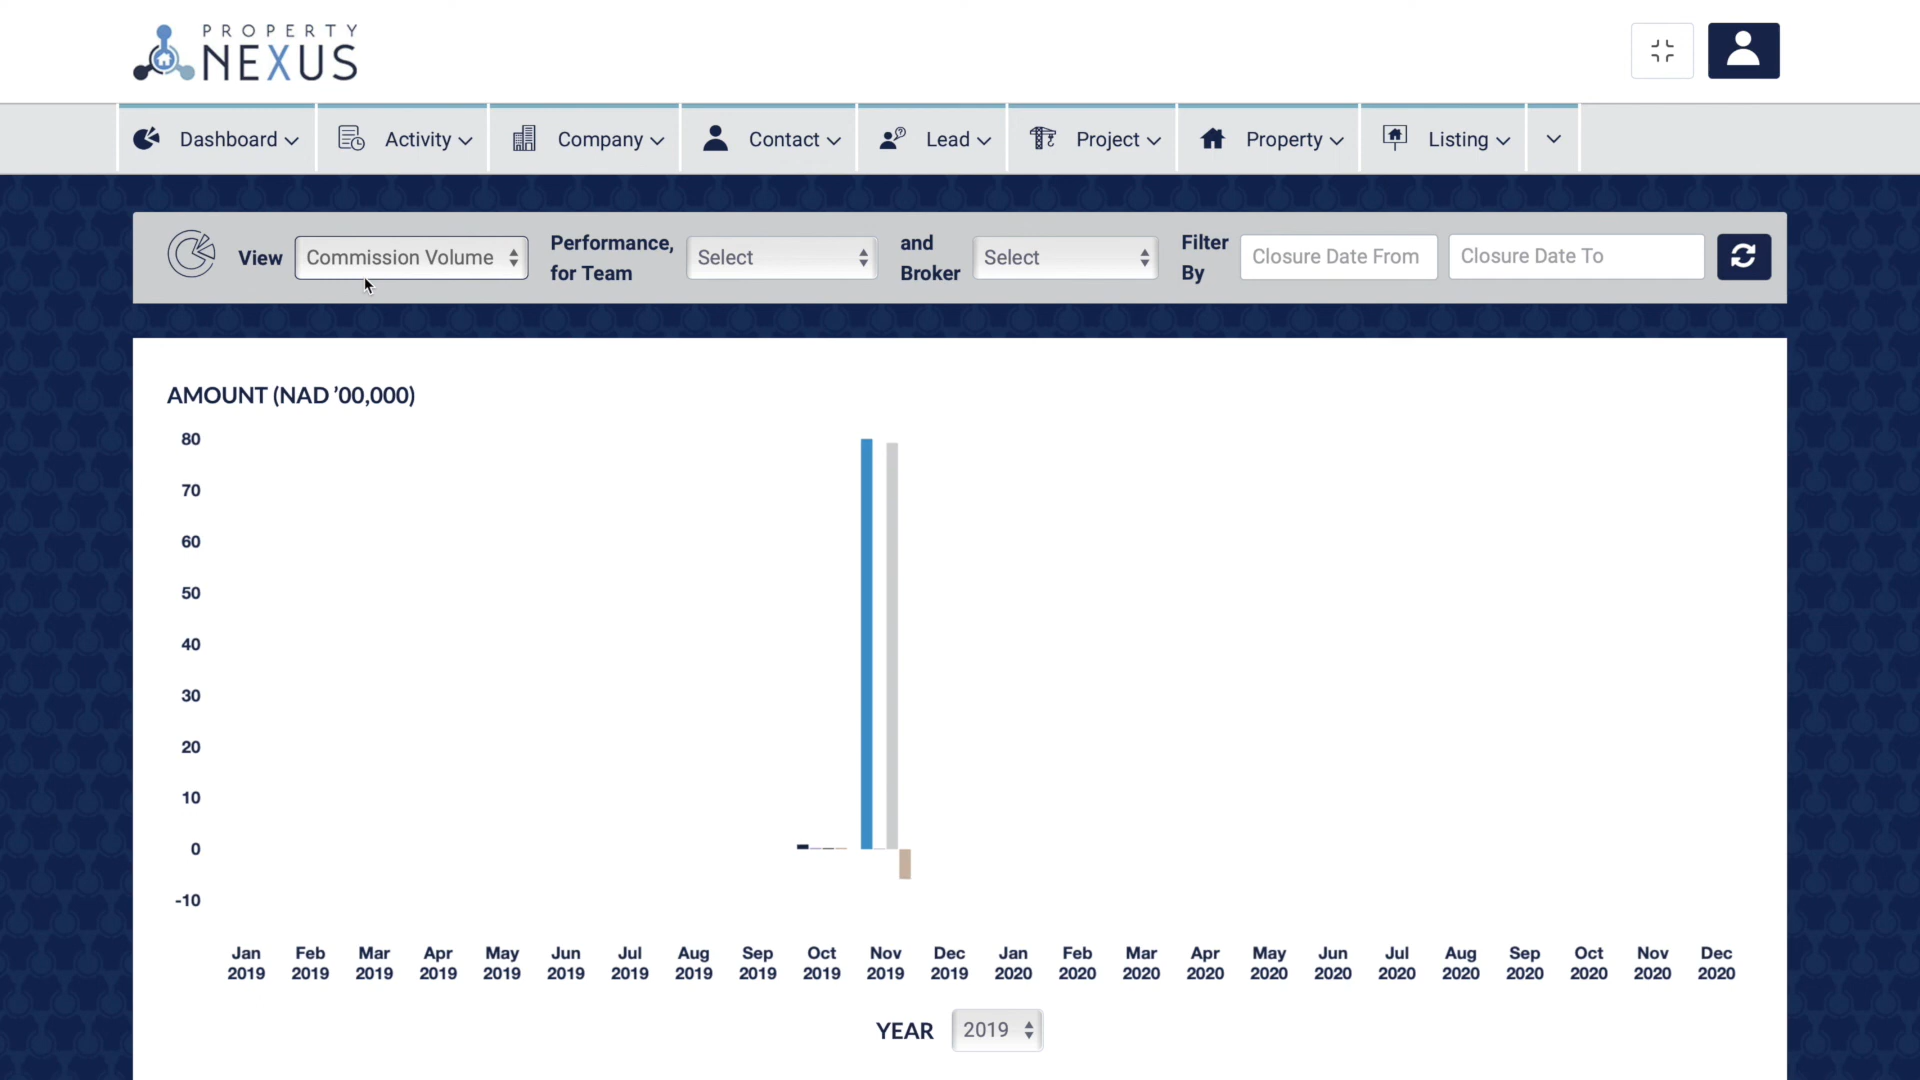 PROPERTY
NEXUS
Dashboard
Activity
Company
Contact
Lead
Project
Property
Listing
View
Commission Volume
Performance,
for Team
Select
and
Broker
Select
Filter
By
Closure Date From
Closure Date To
AMOUNT (NAD '00,000)
80
70
60
50
40
30
20
10
0
-10
Jan Feb Mar Apr May Jun Jul Aug Sep Oct Nov Dec Jan Feb Mar Apr May Jun Jul Aug Sep Oct Nov Dec
2019 2019 2019 2019 2019 2019 2019 2019 2019 2019 2019 2019 2020 2020 2020 2020 2020 2020 2020 2020 2020 2020 2020 2020
YEAR 2019